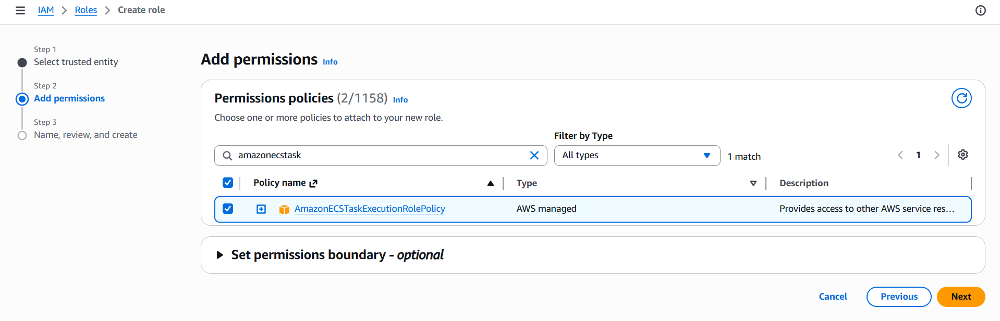 IAM > Roles > Create role
Step 1
Select trusted entity
Step 2
Add permissions
Step 3
Name, review, and create
Add permissions Info
Permissions policies (2/1158) Info
Choose one or more policies to attach to your new role.
Filter by Type
amazonecstask
All types
1 match
1
Policy name
Type
Description
AmazonECSTaskExecutionRolePolicy
AWS managed
Provides access to other AWS service res…
Set permissions boundary - optional
Cancel
Previous
Next